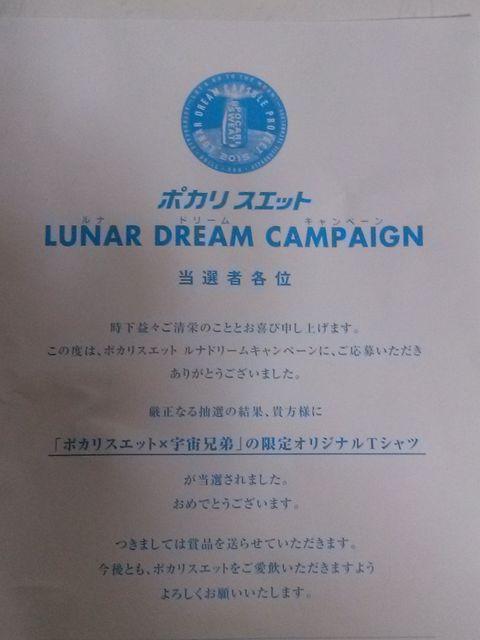 LUNAR DREAM CAPSULE PROJECT
POCARI
SWEAT
2015
ポカリスエット
ルナ ドリーム キャンペーン
LUNAR DREAM CAMPAIGN
当選者各位
時下益々ご清栄のこととお喜び申し上げます。
この度は、ポカリスエット ルナドリームキャンペーンに、ご応募いただき
ありがとうございました。
厳正なる抽選の結果、貴方様に
「ポカリスエット×宇宙兄弟」の限定オリジナルTシャツ
が当選されました。
おめでとうございます。
つきましては賞品を送らせていただきます。
今後とも、ポカリスエットをご愛飲いただきますよう
よろしくお願いいたします。